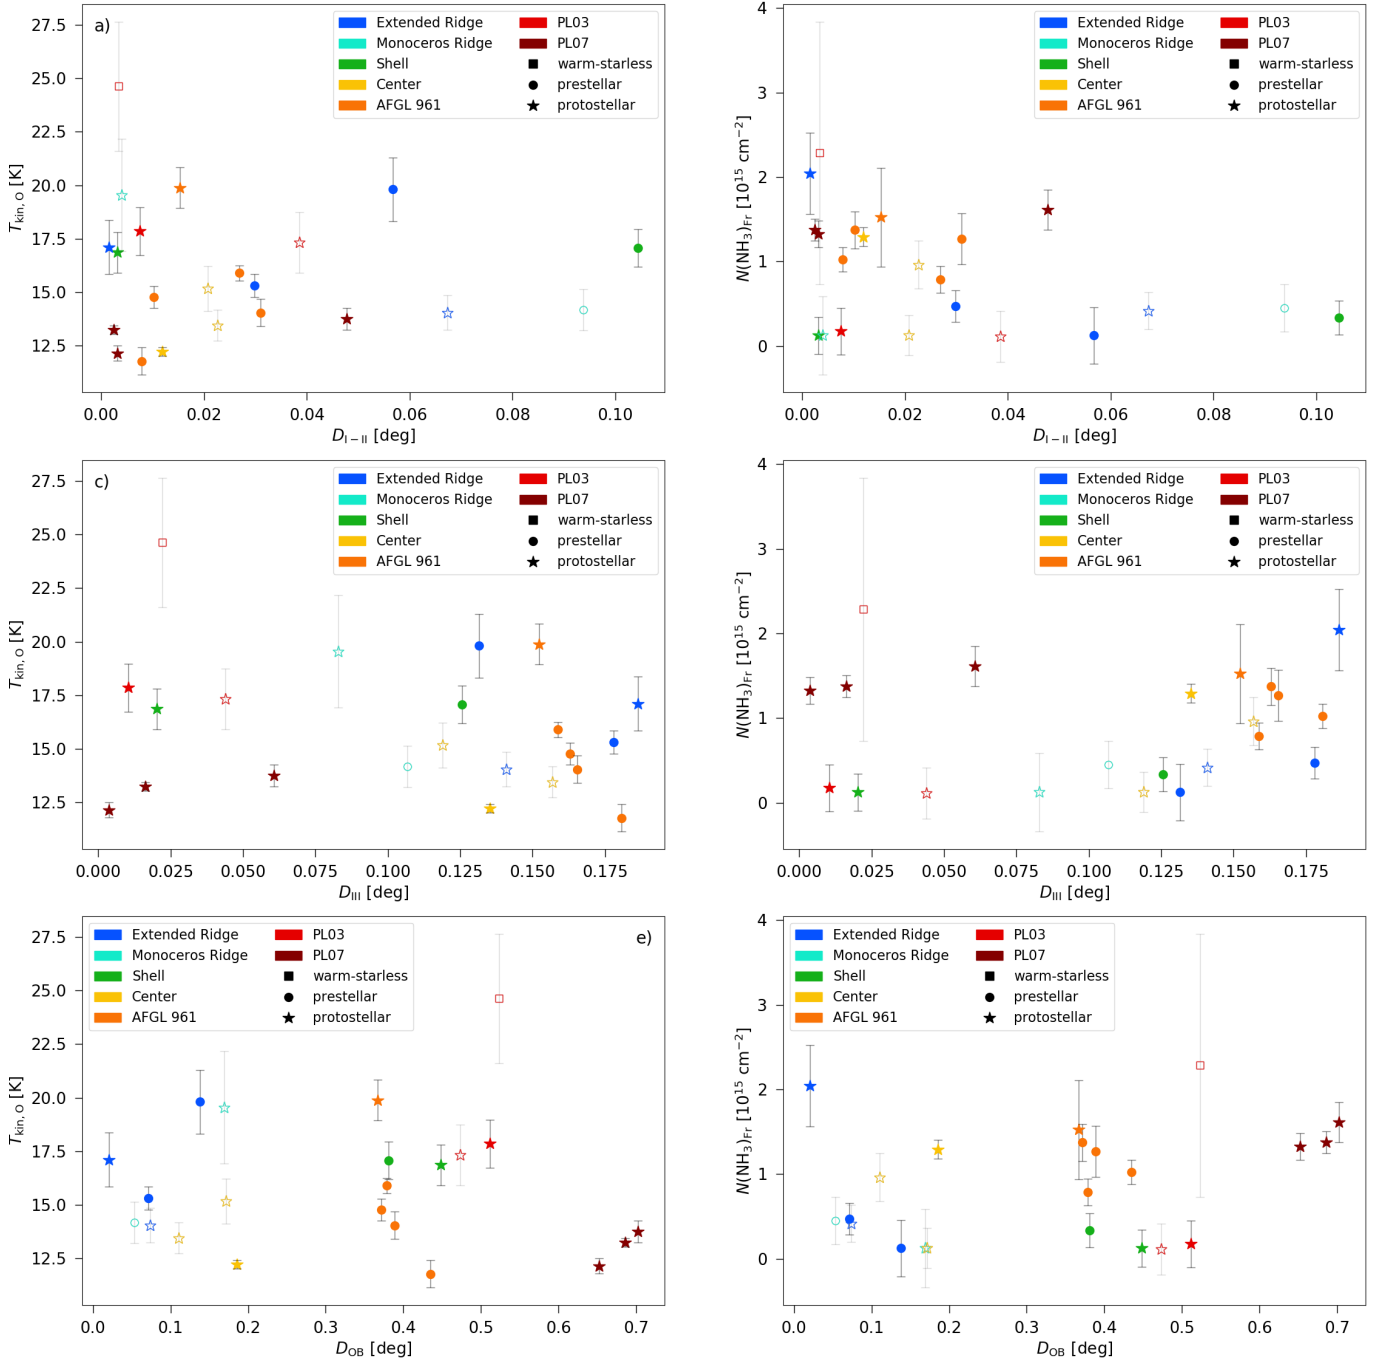 a)
27.5
25.0
22.5
20.0
17.5
15.0
12.5
T_kin, O [K]
0.00 0.02 0.04 0.06 0.08 0.10
D_I−II [deg]
Extended Ridge PL03
Monoceros Ridge PL07
Shell warm-starless
Center prestellar
AFGL 961 protostellar
4
3
2
1
0
N(NH₃)_Fr [10¹⁵ cm⁻²]
0.00 0.02 0.04 0.06 0.08 0.10
D_I−II [deg]
Extended Ridge PL03
Monoceros Ridge PL07
Shell warm-starless
Center prestellar
AFGL 961 protostellar
c)
27.5
25.0
22.5
20.0
17.5
15.0
12.5
T_kin, O [K]
0.000 0.025 0.050 0.075 0.100 0.125 0.150 0.175
D_III [deg]
Extended Ridge PL03
Monoceros Ridge PL07
Shell warm-starless
Center prestellar
AFGL 961 protostellar
4
3
2
1
0
N(NH₃)_Fr [10¹⁵ cm⁻²]
0.000 0.025 0.050 0.075 0.100 0.125 0.150 0.175
D_III [deg]
Extended Ridge PL03
Monoceros Ridge PL07
Shell warm-starless
Center prestellar
AFGL 961 protostellar
e)
27.5
25.0
22.5
20.0
17.5
15.0
12.5
T_kin, O [K]
0.0 0.1 0.2 0.3 0.4 0.5 0.6 0.7
D_OB [deg]
Extended Ridge PL03
Monoceros Ridge PL07
Shell warm-starless
Center prestellar
AFGL 961 protostellar
4
3
2
1
0
N(NH₃)_Fr [10¹⁵ cm⁻²]
0.0 0.1 0.2 0.3 0.4 0.5 0.6 0.7
D_OB [deg]
Extended Ridge PL03
Monoceros Ridge PL07
Shell warm-starless
Center prestellar
AFGL 961 protostellar